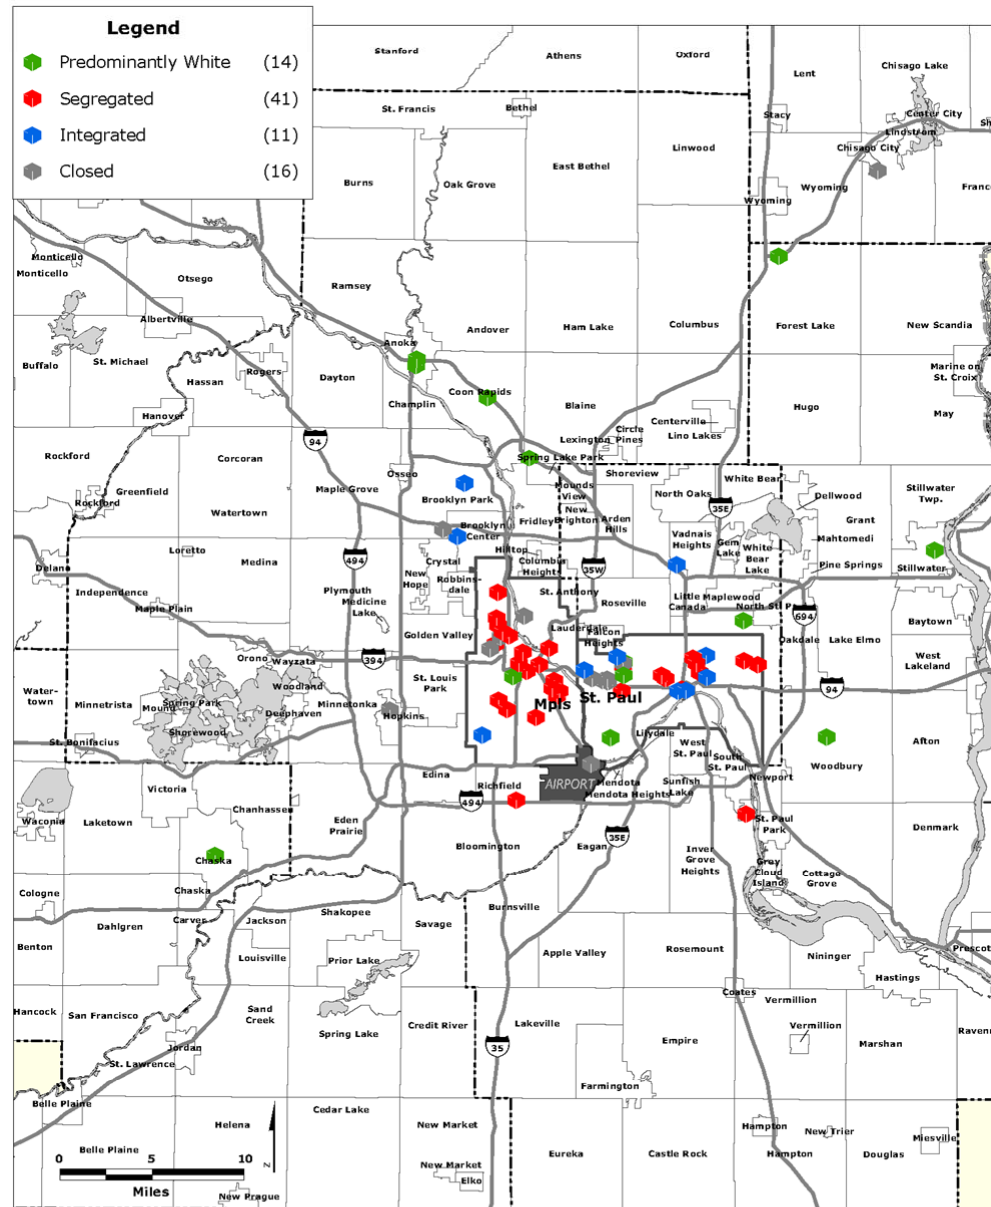 Legend
Predominantly White (14)
Segregated (41)
Integrated (11)
Closed (16)
Stanford
Athens
Oxford
Lent
Chisago Lake
St. Francis
Bethel
Stacy
Center City
Lindstrom
Linwood
Chisago City
East Bethel
Burns
Oak Grove
Wyoming
Wyoming
Franc
Monticello
Monticello
Otsego
Ramsey
Albertville
Andover
Ham Lake
Columbus
Forest Lake
New Scandia
Anoka
Buffalo
St. Michael
Rogers
Hassan
Dayton
Marine on
St. Croix
Coon Rapids
Champlin
Blaine
Hugo
May
Hanover
Centerville
Circle
Pines
Lexington
Lino Lakes
94
Rockford
Corcoran
Spring Lake Park
Shoreview
Osseo
Maple Grove
Mounds
View
North Oaks
White Bear
Dellwood
Stillwater
Twp.
Greenfield
Rockford
Brooklyn Park
35E
Watertown
New
Brighton
Arden
Hills
Grant
Fridley
Brooklyn
Center
Vadnais
Heights
Gem
Lake
White
Bear
Lake
Mahtomedi
Loretto
Medina
Hilltop
Columbus
Heights
Crystal
Pine Springs
Stillwater
Delano
494
35W
New
Hope
Robbins-
dale
Independence
Plymouth
Medicine
Lake
St. Anthony
Roseville
Little
Canada
Maplewood
North St P
Baytown
Maple Plain
694
Golden Valley
Lauderdale
Falcon
Heights
Oakdale
Lake Elmo
Orono
Wayzata
394
West
Lakeland
Woodland
St. Louis
Park
Water-
town
Minnetrista
Mound
Spring Park
Deephaven
Minnetonka
Hopkins
Mpls
St. Paul
94
Shorewood
St. Bonifacius
Lilydale
West
St. Paul
South
St. Paul
Afton
Woodbury
Edina
Richfield
AIRPORT
Mendota
Mendota Heights
Sunfish
Lake
Newport
Victoria
Chanhassen
494
Waconia
Laketown
Eden
Prairie
35E
St. Paul
Park
Denmark
Bloomington
Eagan
Inver
Grove
Heights
Grey
Cloud
Island
Cottage
Grove
Chaska
Chaska
Cologne
Carver
Jackson
Shakopee
Savage
Burnsville
Dahlgren
Benton
Louisville
Prior Lake
Apple Valley
Rosemount
Nininger
Prescot
Hastings
Coates
Vermillion
Hancock
San Francisco
Sand
Creek
Spring Lake
Credit River
Lakeville
Empire
Vermillion
Marshan
Raven
Jordan
35
St. Lawrence
Farmington
Belle Plaine
Cedar Lake
Helena
New Market
Hampton
New Trier
Miesville
Belle Plaine
Eureka
Castle Rock
Hampton
Douglas
0 5 10
Miles
N
New Market
Elko
New Prague